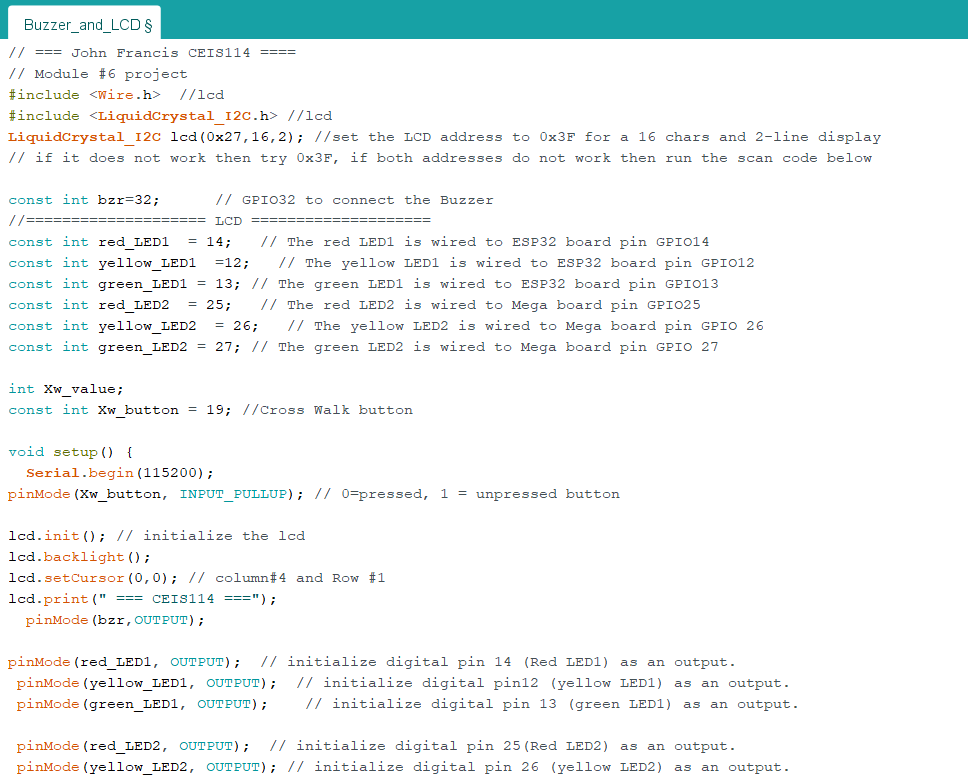 Buzzer_and_LCD §
// === John Francis CEIS114 ====
// Module #6 project
#include <Wire.h>  //lcd
#include <LiquidCrystal_I2C.h> //lcd
LiquidCrystal_I2C lcd(0x27,16,2); //set the LCD address to 0x3F for a 16 chars and 2-line display
// if it does not work then try 0x3F, if both addresses do not work then run the scan code below
const int bzr=32;      // GPIO32 to connect the Buzzer
//==================== LCD ====================
const int red_LED1  = 14;   // The red LED1 is wired to ESP32 board pin GPIO14
const int yellow_LED1  =12;   // The yellow LED1 is wired to ESP32 board pin GPIO12
const int green_LED1 = 13; // The green LED1 is wired to ESP32 board pin GPIO13
const int red_LED2  = 25;   // The red LED2 is wired to Mega board pin GPIO25
const int yellow_LED2  = 26;   // The yellow LED2 is wired to Mega board pin GPIO 26
const int green_LED2 = 27; // The green LED2 is wired to Mega board pin GPIO 27
int Xw_value;
const int Xw_button = 19; //Cross Walk button
void setup() {
  Serial.begin(115200);
pinMode(Xw_button, INPUT_PULLUP); // 0=pressed, 1 = unpressed button
lcd.init(); // initialize the lcd
lcd.backlight();
lcd.setCursor(0,0); // column#4 and Row #1
lcd.print(" === CEIS114 ===");
  pinMode(bzr,OUTPUT);
pinMode(red_LED1, OUTPUT);  // initialize digital pin 14 (Red LED1) as an output.
 pinMode(yellow_LED1, OUTPUT);  // initialize digital pin12 (yellow LED1) as an output.
 pinMode(green_LED1, OUTPUT);    // initialize digital pin 13 (green LED1) as an output.
 pinMode(red_LED2, OUTPUT);  // initialize digital pin 25(Red LED2) as an output.
 pinMode(yellow_LED2, OUTPUT); // initialize digital pin 26 (yellow LED2) as an output.